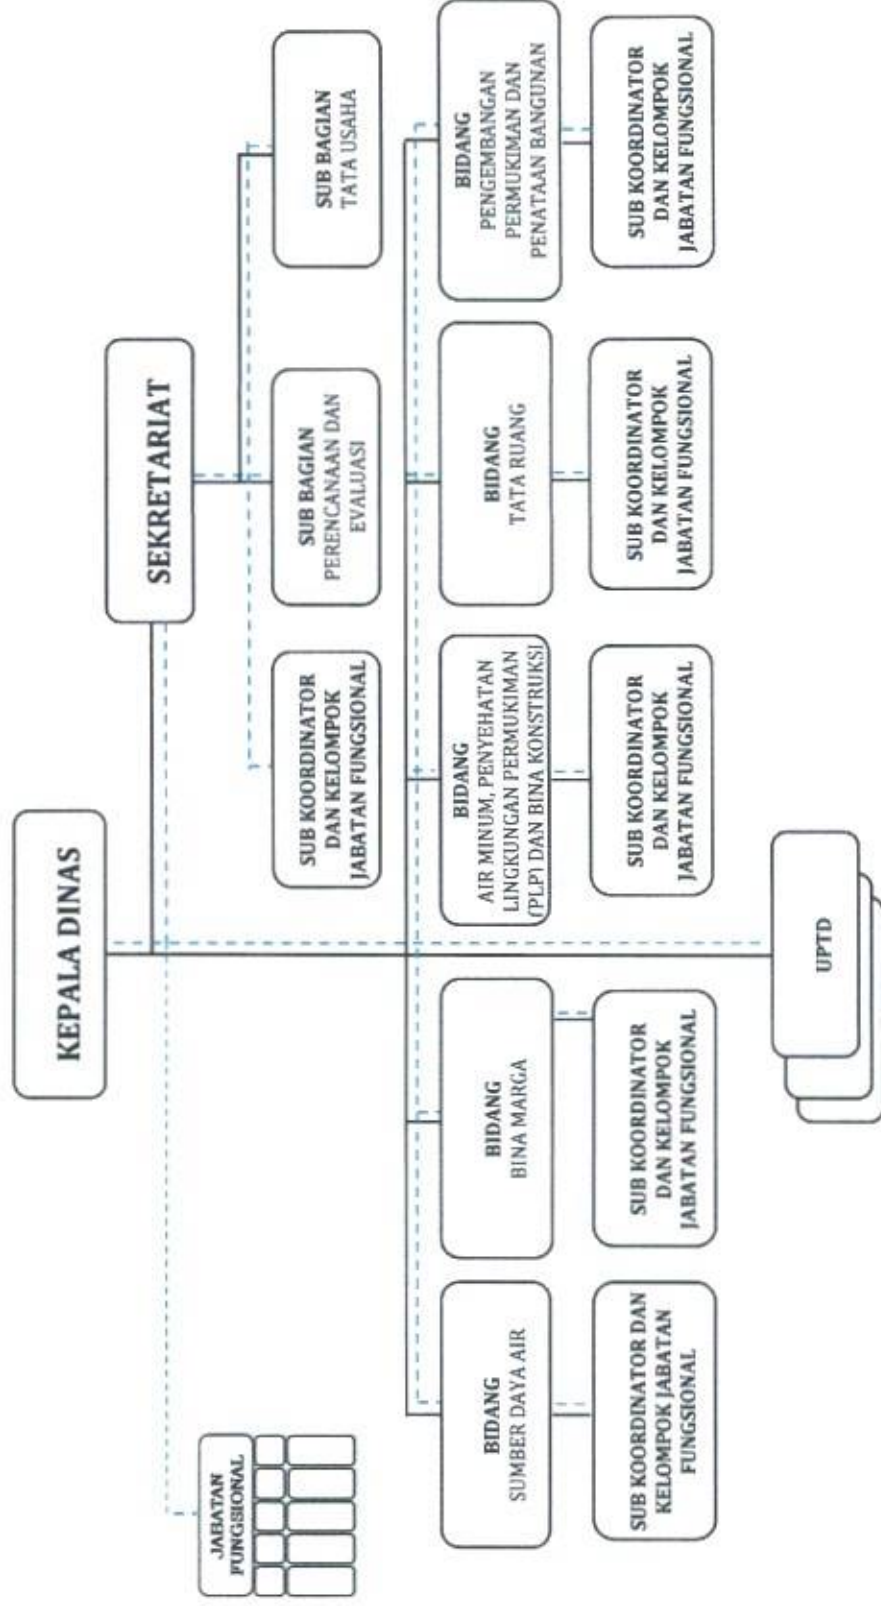 KEPALA DINAS
SEKRETARIAT
JABATAN
FUNGSIONAL
SUB KOORDINATOR
DAN KELOMPOK
JABATAN FUNGSIONAL
SUB BAGIAN
PERENCANAAN DAN
EVALUASI
SUB BAGIAN
TATA USAHA
BIDANG
SUMBER DAYA AIR
BIDANG
BINA MARGA
BIDANG
AIR MINUM, PENYEHATAN
LINGKUNGAN PERMUKIMAN
(PLP) DAN BINA KONSTRUKSI
BIDANG
TATA RUANG
BIDANG
PENGEMBANGAN
PERMUKIMAN DAN
PENATAAN BANGUNAN
SUB KOORDINATOR DAN
KELOMPOK JABATAN
FUNGSIONAL
SUB KOORDINATOR
DAN KELOMPOK
JABATAN FUNGSIONAL
SUB KOORDINATOR
DAN KELOMPOK
JABATAN FUNGSIONAL
SUB KOORDINATOR
DAN KELOMPOK
JABATAN FUNGSIONAL
SUB KOORDINATOR
DAN KELOMPOK
JABATAN FUNGSIONAL
UPTD